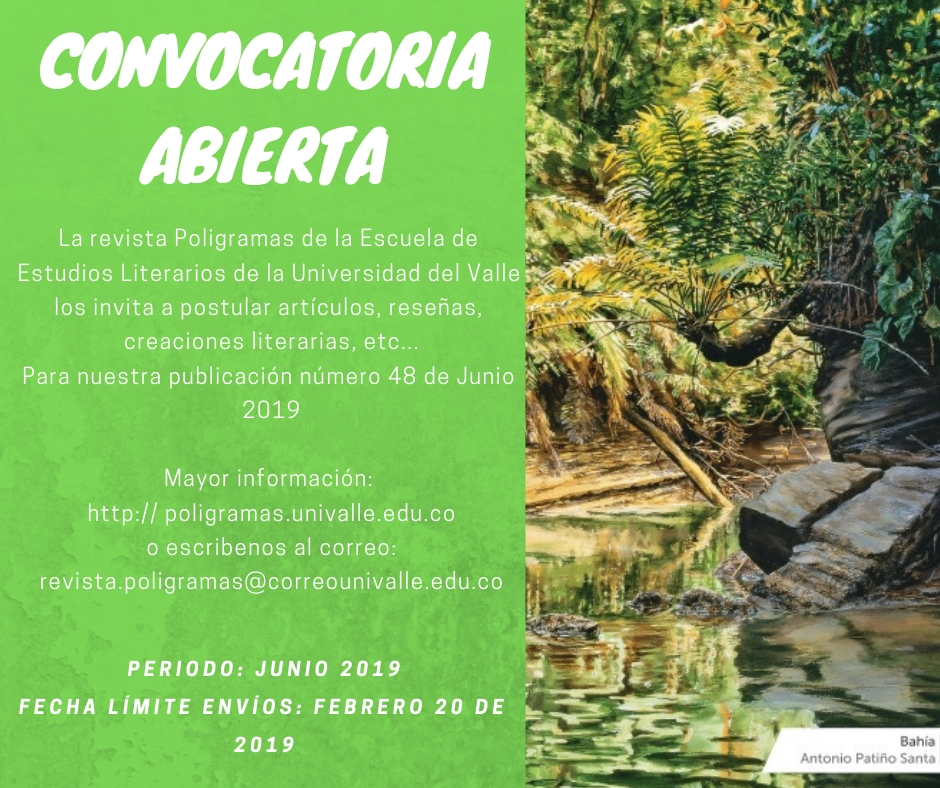 CONVOCATORIA
ABIERTA
La revista Poligramas de la Escuela de
Estudios Literarios de la Universidad del Valle
los invita a postular artículos, reseñas,
creaciones literarias, etc...
Para nuestra publicación número 48 de Junio
2019
Mayor información:
http:// poligramas.univalle.edu.co
o escribenos al correo:
revista.poligramas@correounivalle.edu.co
PERIODO: JUNIO 2019
FECHA LÍMITE ENVÍOS: FEBRERO 20 DE
2019
Bahía
Antonio Patiño Santa